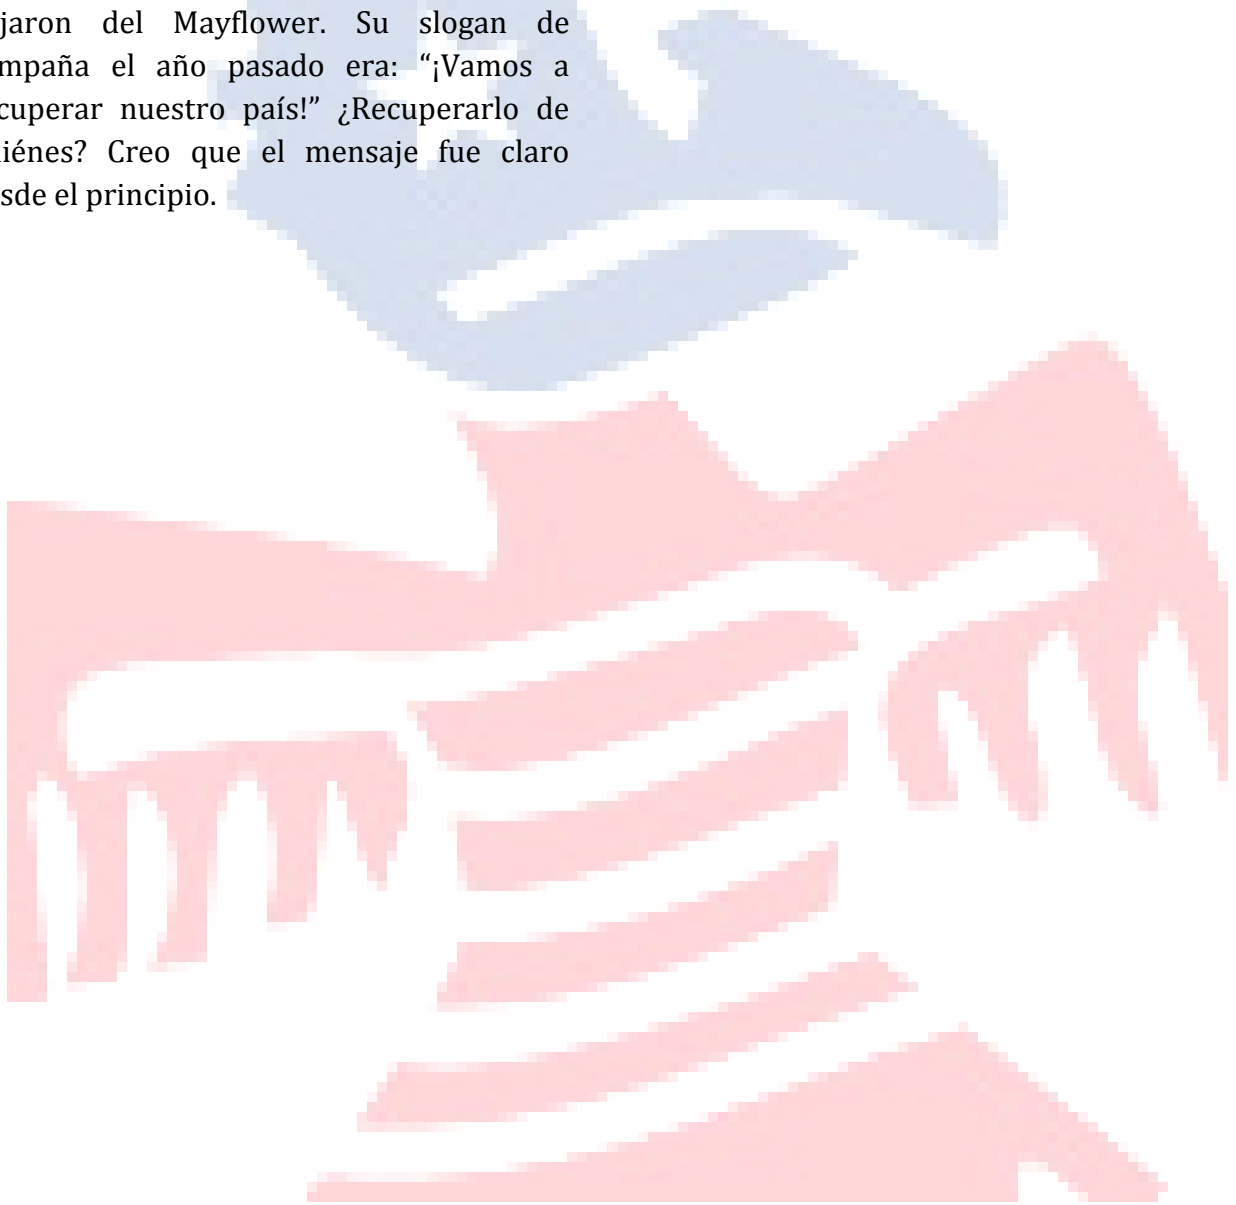 jaron del Mayflower. Su slogan de
mpaña el año pasado era: “¡Vamos a
cuperar nuestro país!” ¿Recuperarlo de
iénes? Creo que el mensaje fue claro
sde el principio.